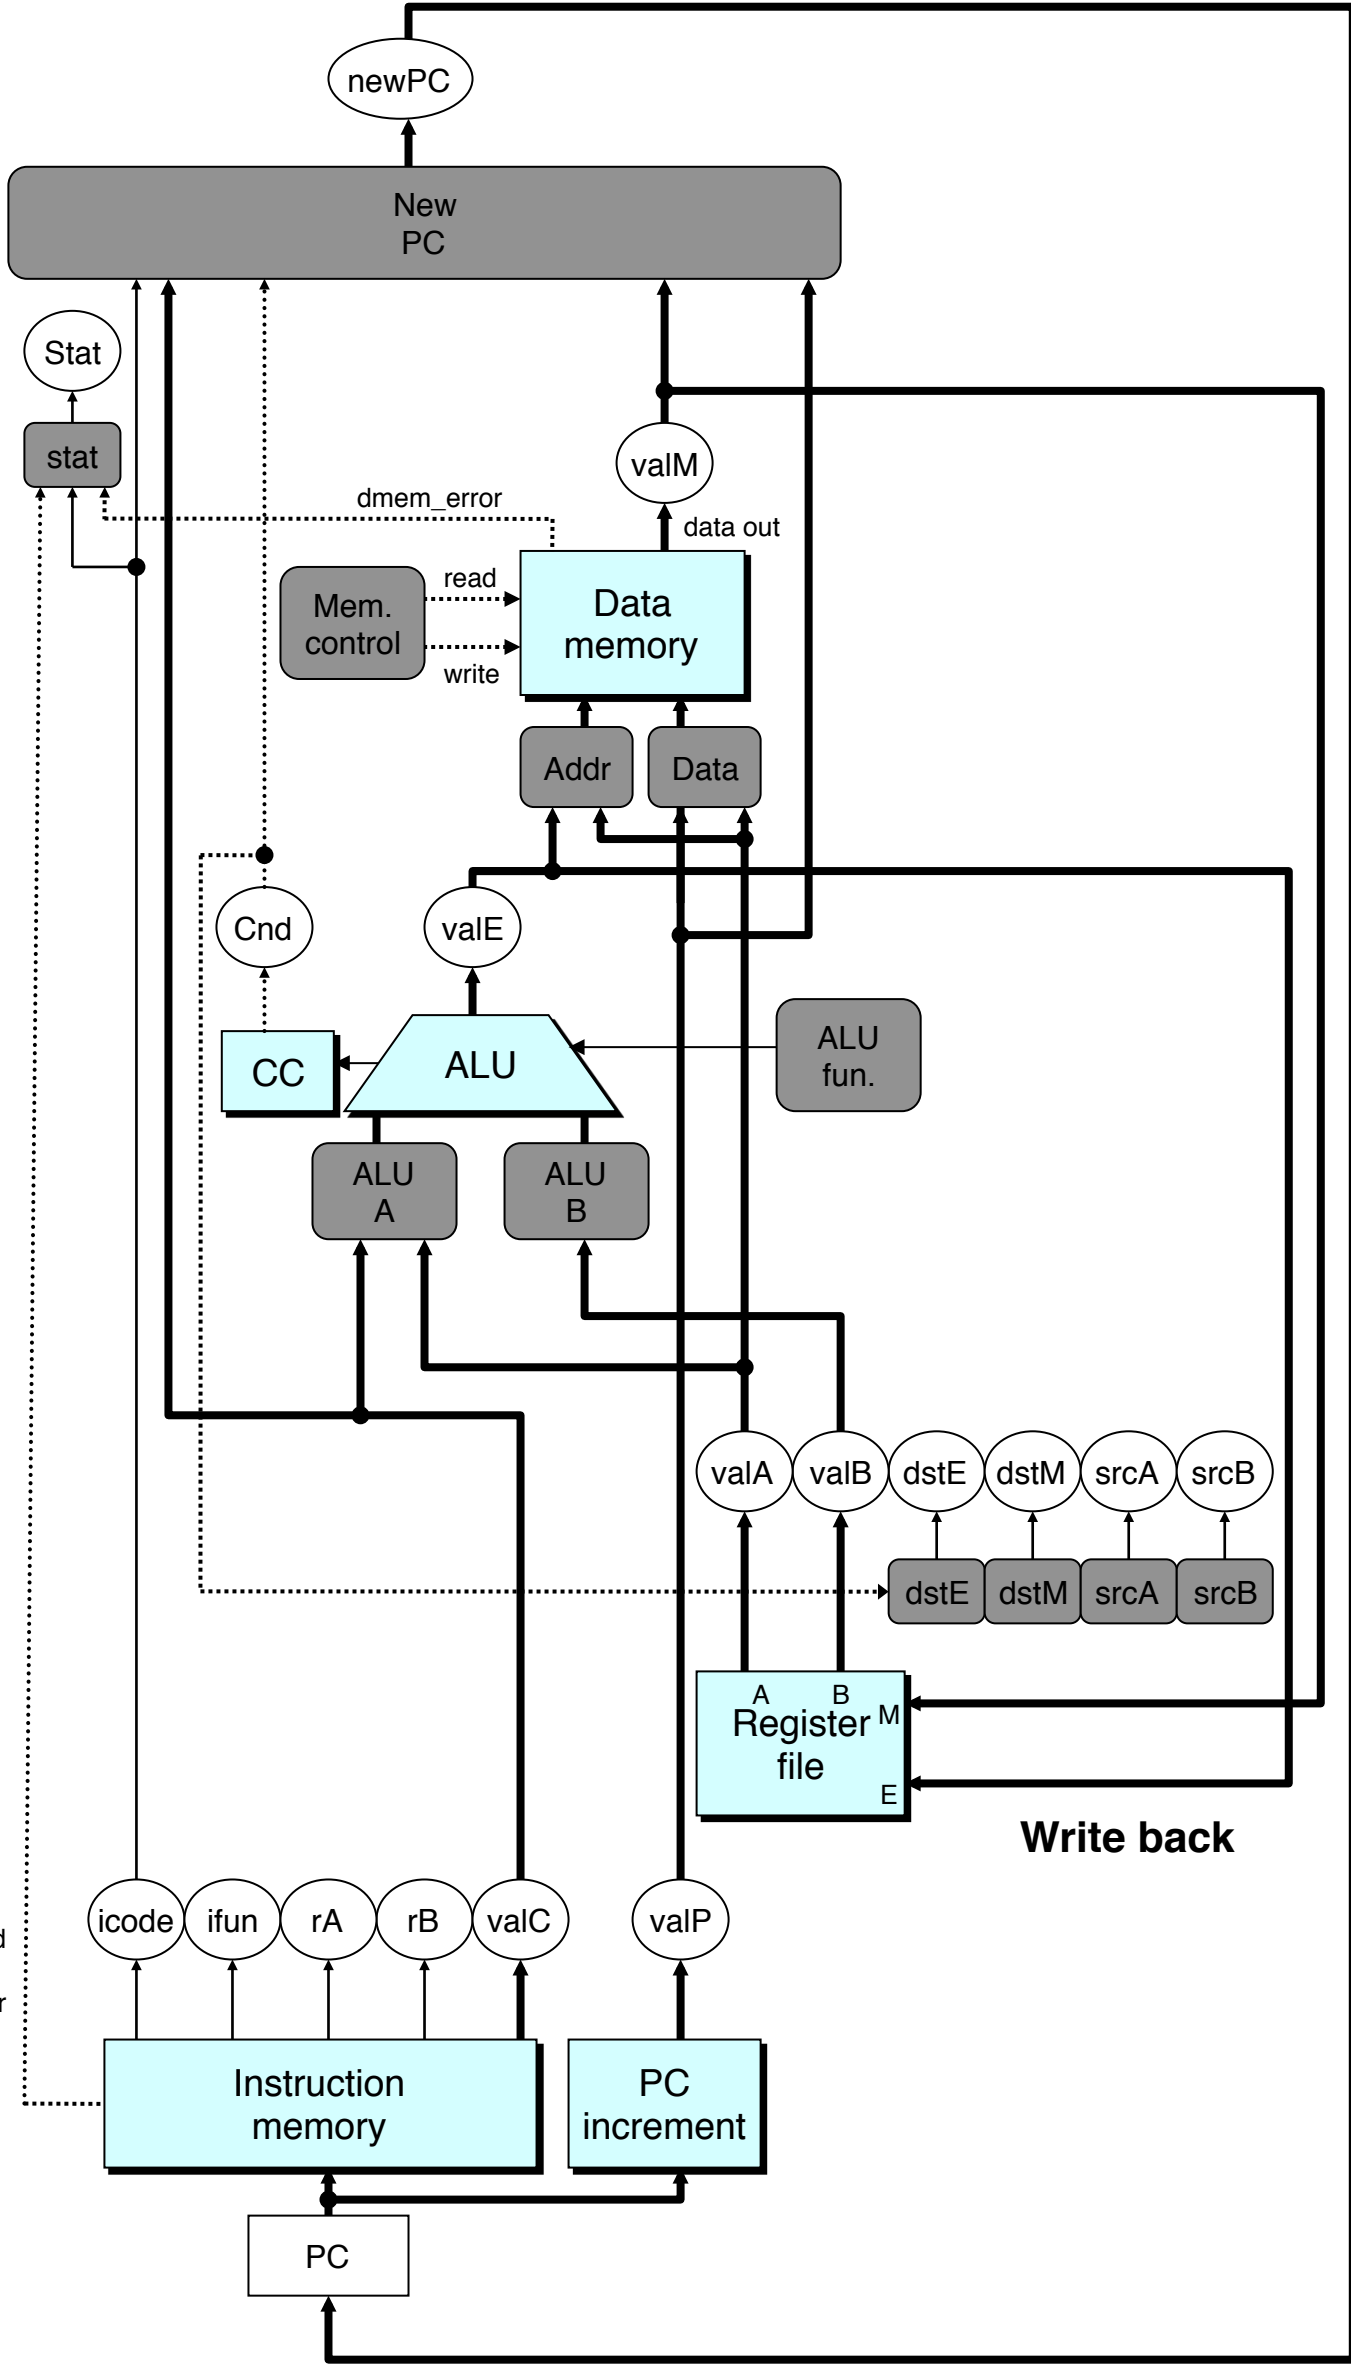 newPC
New
PC
Stat
stat
valM
dmem_error
data out
read
Mem.
control
write
Data
memory
Addr
Data
Cnd
valE
CC
ALU
ALU
fun.
ALU
A
ALU
B
valA
valB
dstE
dstM
srcA
srcB
dstE
dstM
srcA
srcB
A
B
M
Register
file
E
Write back
icode
ifun
rA
rB
valC
valP
Instruction
memory
PC
increment
PC